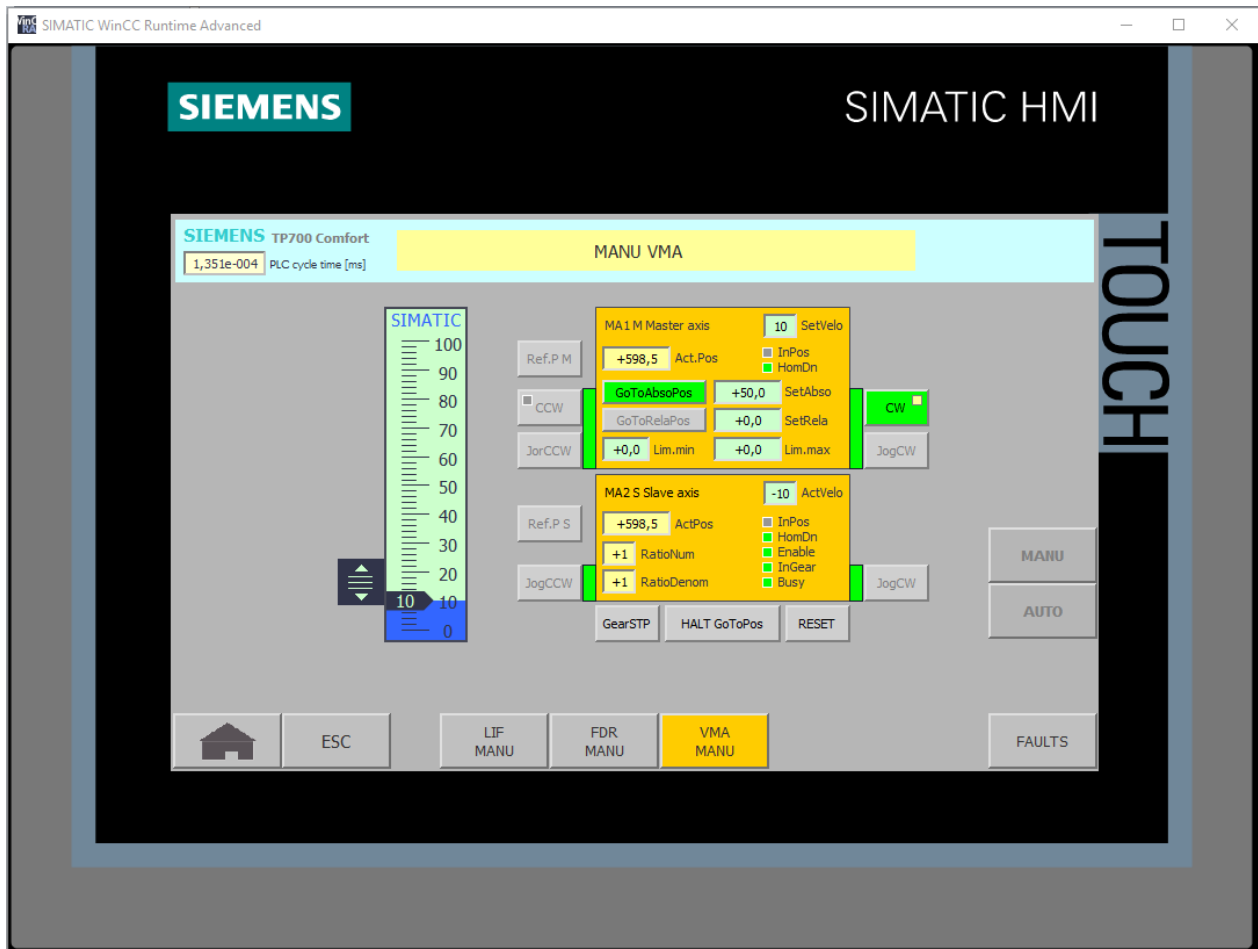 SIMATIC WinCC Runtime Advanced
SIEMENS
SIMATIC HMI
TOUCH
SIEMENS TP700 Comfort
1,351e-004 PLC cycle time [ms]
MANU VMA
SIMATIC
100
90
80
70
60
50
40
30
20
10 10
0
Ref.P M
CCW
JorCCW
MA1 M Master axis 10 SetVelo
+598,5 Act.Pos InPos
HomDn
GoToAbsoPos +50,0 SetAbso
GoToRelaPos +0,0 SetRela
+0,0 Lim.min +0,0 Lim.max
CW
JogCW
Ref.P S
JogCCW
MA2 S Slave axis -10 ActVelo
+598,5 ActPos InPos
HomDn
+1 RatioNum Enable
InGear
+1 RatioDenom Busy
JogCW
GearSTP HALT GoToPos RESET
MANU
AUTO
ESC
LIF
MANU
FDR
MANU
VMA
MANU
FAULTS